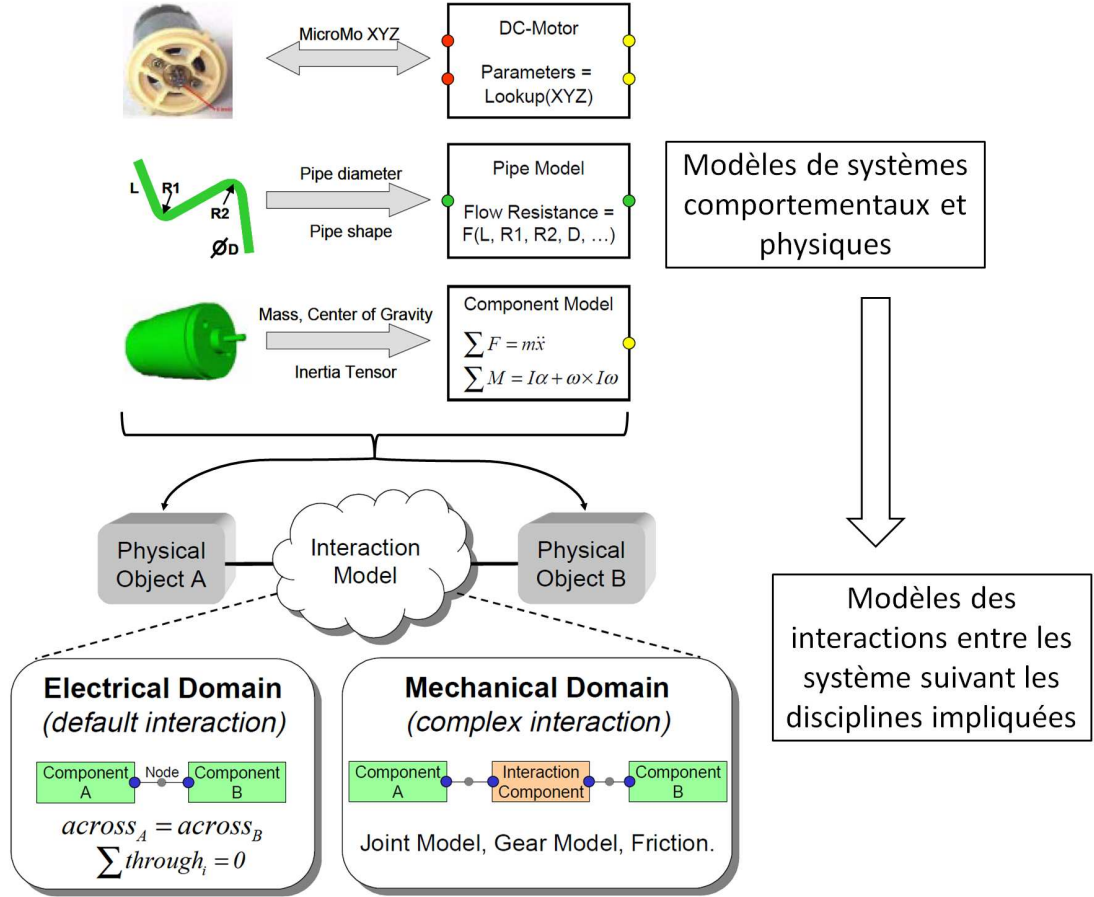 MicroMo XYZ
DC-Motor
Parameters =
Lookup(XYZ)
L
R1
R2
ØD
Pipe diameter
Pipe shape
Pipe Model
Flow Resistance =
F(L, R1, R2, D, ...)
Modèles de systèmes
comportementaux et
physiques
Mass, Center of Gravity
Inertia Tensor
Component Model
∑ F = mẍ
∑ M = Iα + ω × Iω
Physical
Object A
Interaction
Model
Physical
Object B
Modèles des
interactions entre les
système suivant les
disciplines impliquées
Electrical Domain
(default interaction)
Component
A
Node
Component
B
across_A = across_B
∑ through_i = 0
Mechanical Domain
(complex interaction)
Component
A
Interaction
Component
Component
B
Joint Model, Gear Model, Friction.